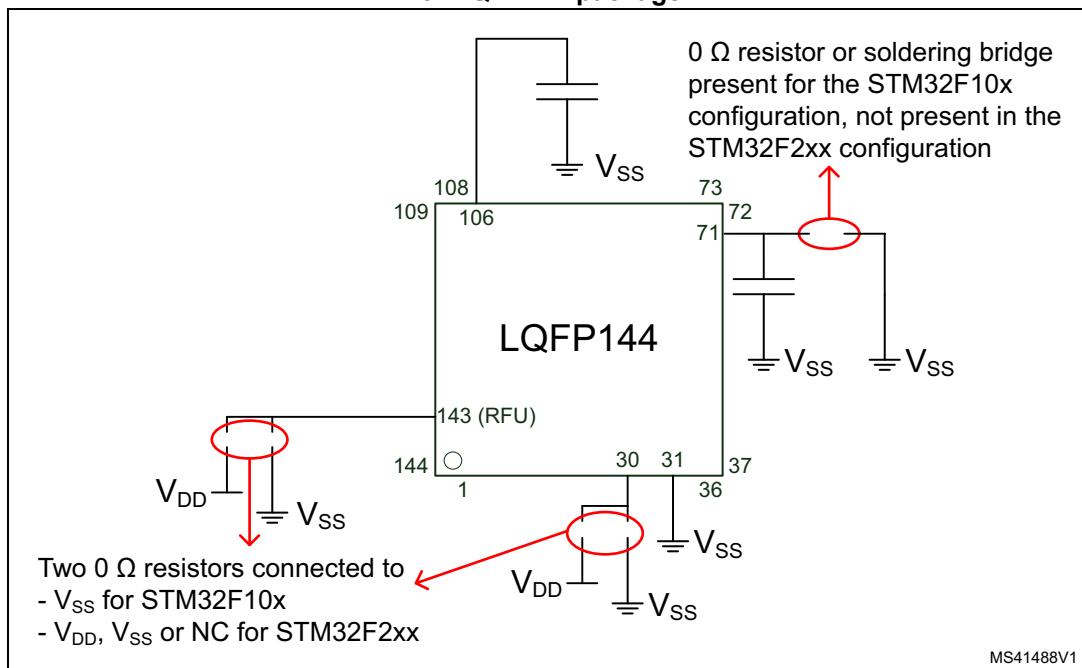 0 Ω resistor or soldering bridge
present for the STM32F10x
configuration, not present in the
STM32F2xx configuration
VSS
108
73
109
106
72
71
LQFP144
VSS
VSS
143 (RFU)
144
30
31
37
1
36
VDD
VSS
VSS
VDD
VSS
Two 0 Ω resistors connected to
- VSS for STM32F10x
- VDD, VSS or NC for STM32F2xx
MS41488V1